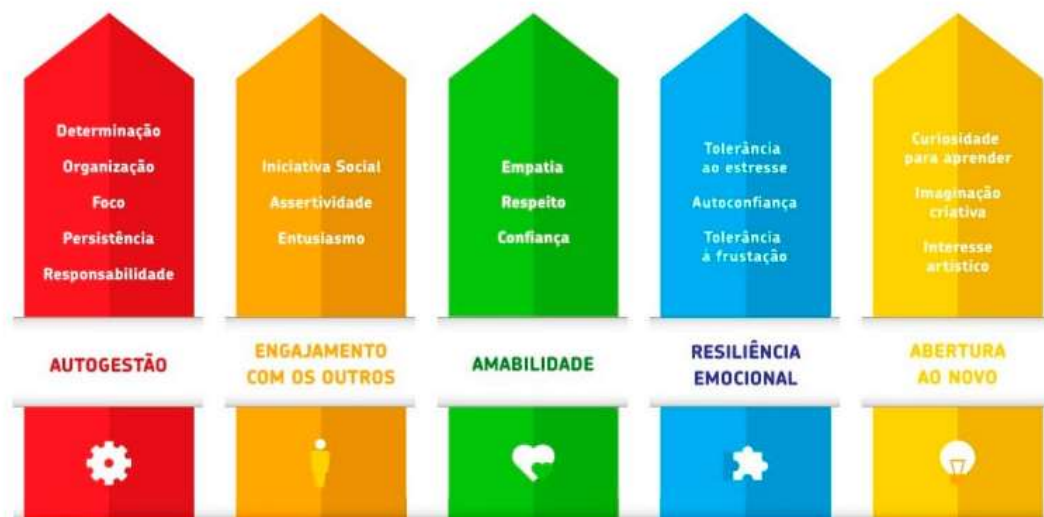 Determinação
Organização
Foco
Persistência
Responsabilidade
AUTOGESTÃO
Iniciativa Social
Assertividade
Entusiasmo
ENGAJAMENTO
COM OS OUTROS
Empatia
Respeito
Confiança
AMABILIDADE
Tolerância
ao estresse
Autoconfiança
Tolerância
à frustação
RESILIÊNCIA
EMOCIONAL
Curiosidade
para aprender
Imaginação
criativa
Interesse
artístico
ABERTURA
AO NOVO